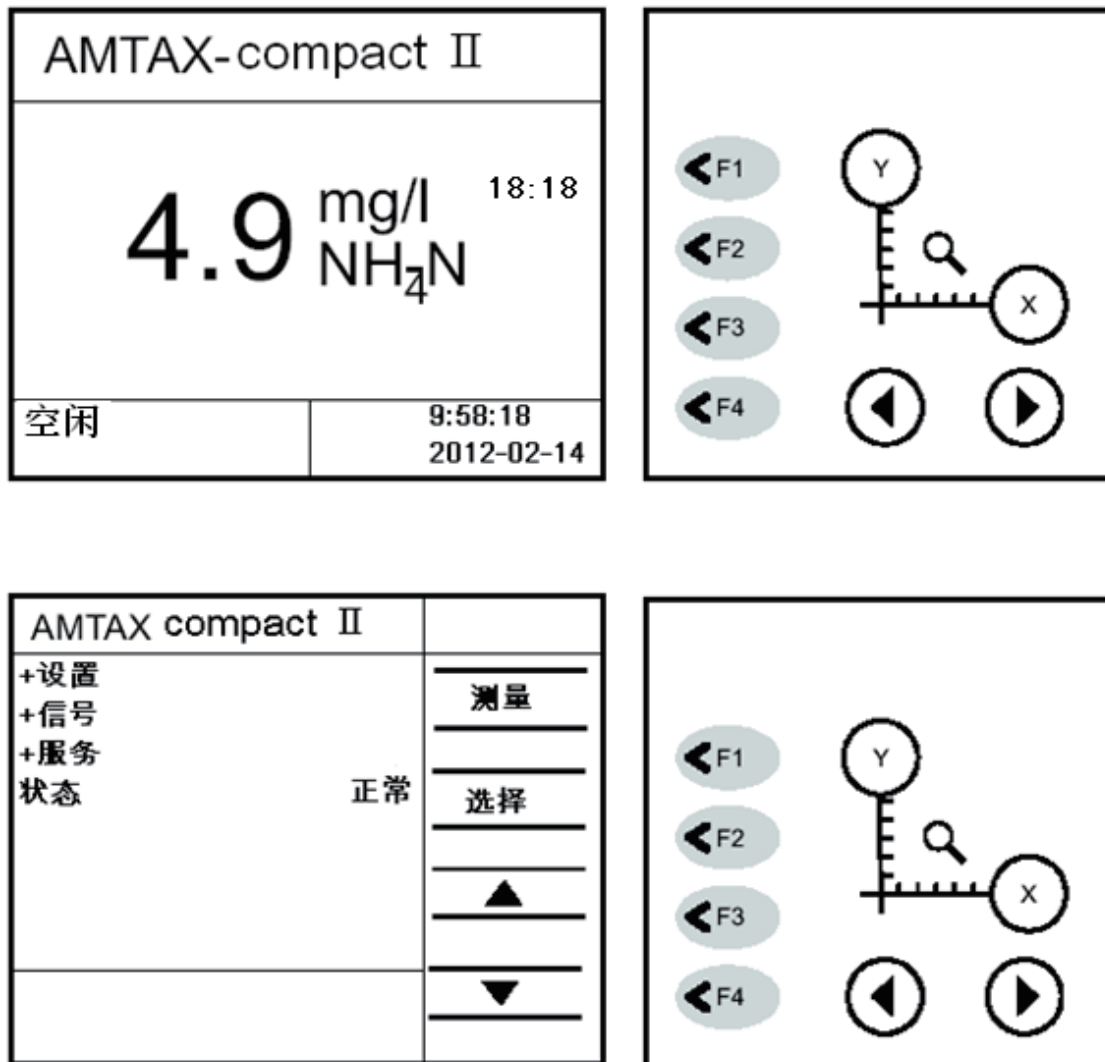 AMTAX-compact Ⅱ
4.9 mg/l 18:18
NH4-N
空闲 9:58:18
2012-02-14
F1
Y
F2
X
F3
F4
AMTAX compact Ⅱ
+设置
测量
+信号
+服务
状态 正常
选择
F1
Y
F2
X
F3
F4